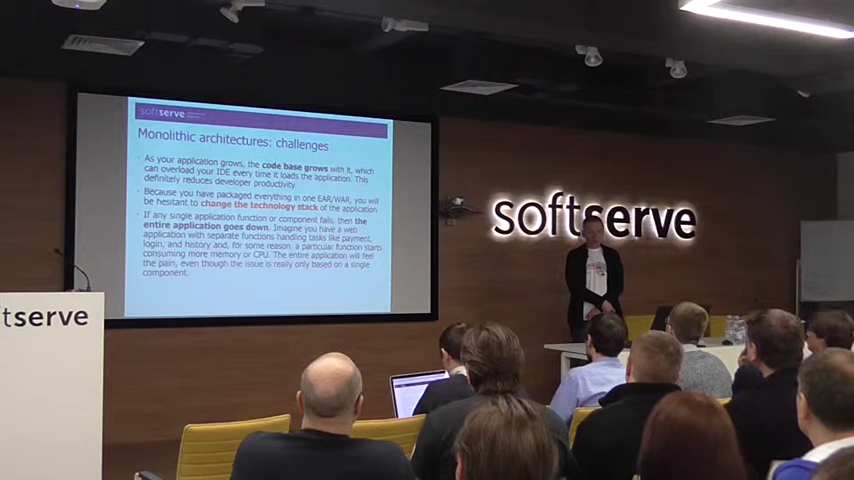 softserve
Monolithic architectures: challenges
As your application grows, the code base grows with it, which
can overload your IDE every time it loads the application. This
definitely reduces developer productivity.
Because you have packaged everything in one EAR/WAR, you will
be hesitant to change the technology stack of the application.
If any single application function or component fails, then the
entire application goes down. Imagine you have a web
application with separate functions handling tasks like payment,
login, and history and, for some reason, a particular function starts
consuming more memory or CPU. The entire application will feel
the pain, even though the issue is really only based on a single
component.
softserve
tserve